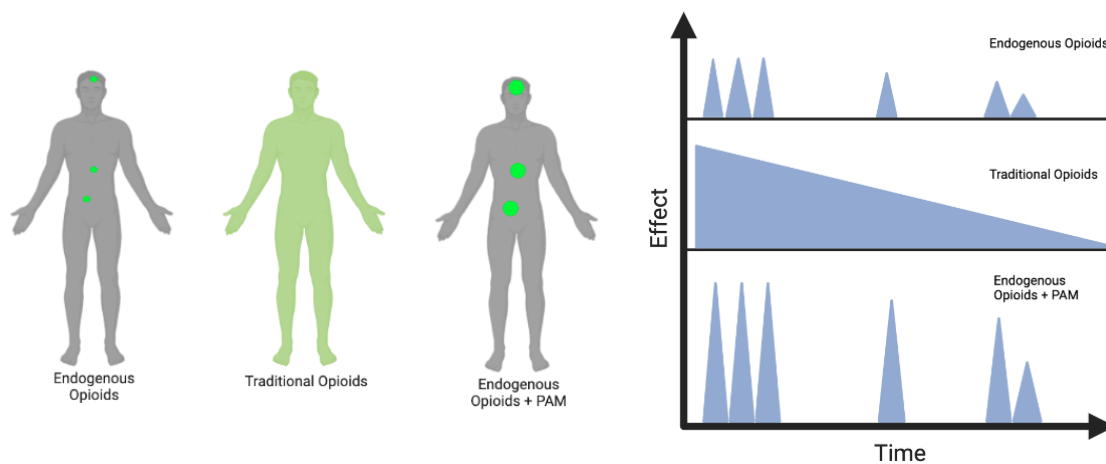 Endogenous
Opioids
Traditional Opioids
Endogenous
Opioids + PAM
Effect
Endogenous Opioids
Traditional Opioids
Endogenous
Opioids + PAM
Time